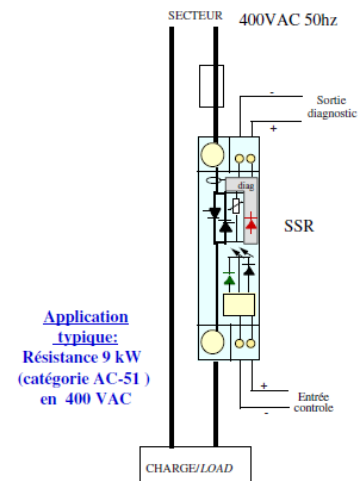 SECTEUR
400VAC 50hz
-
Sortie
diagnostic
+
diag
SSR
Application
typique:
Résistance 9 kW
(catégorie AC-51 )
en 400 VAC
+
Entrée
controle
-
CHARGE/LOAD